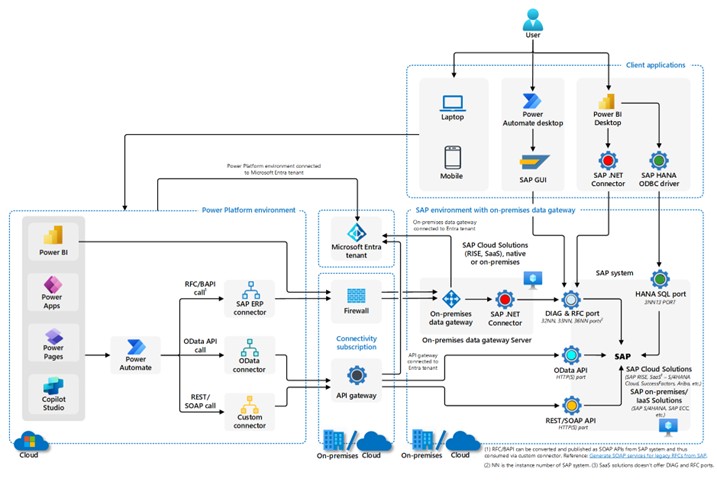 User
Client applications
Laptop
Mobile
Power
Automate desktop
SAP GUI
Power BI
Desktop
SAP .NET
Connector
SAP HANA
ODBC driver
Power Platform environment connected
to Microsoft Entra tenant
Power Platform environment
Power BI
Power
Apps
Power
Pages
Copilot
Studio
Power
Automate
RFC/BAPI
call¹
SAP ERP
connector
OData API
call
OData
connector
REST/
SOAP call
Custom
connector
Cloud
Microsoft Entra
tenant
Firewall
Connectivity
subscription
API gateway
On-premises
Cloud
SAP environment with on-premises data gateway
On-premises data gateway
connected to Entra tenant
SAP Cloud Solutions
(RISE, SaaS), native
or on-premises
On-premises
data gateway
SAP .NET
Connector
On-premises data gateway Server
API gateway
connected to
Entra tenant
SAP system
DIAG & RFC port
32NN, 33NN, 36NN ports²
HANA SQL port
3NN13 PORT
SAP
OData API
HTTP(S) port
REST/SOAP API
HTTP(S) port
SAP Cloud Solutions
(SAP RISE, SaaS³ – S/4HANA
Cloud, SuccessFactors, Ariba, etc.)
SAP on-premises/
IaaS Solutions
(SAP S/4HANA, SAP ECC,
etc.)
On-premises
Cloud
(1) RFC/BAPI can be converted and published as SOAP APIs from SAP system and thus
consumed via custom connector. Reference: Generate SOAP services for legacy RFCs from SAP.
(2) NN is the instance number of SAP system. (3) SaaS solutions doesn't offer DIAG and RFC ports.